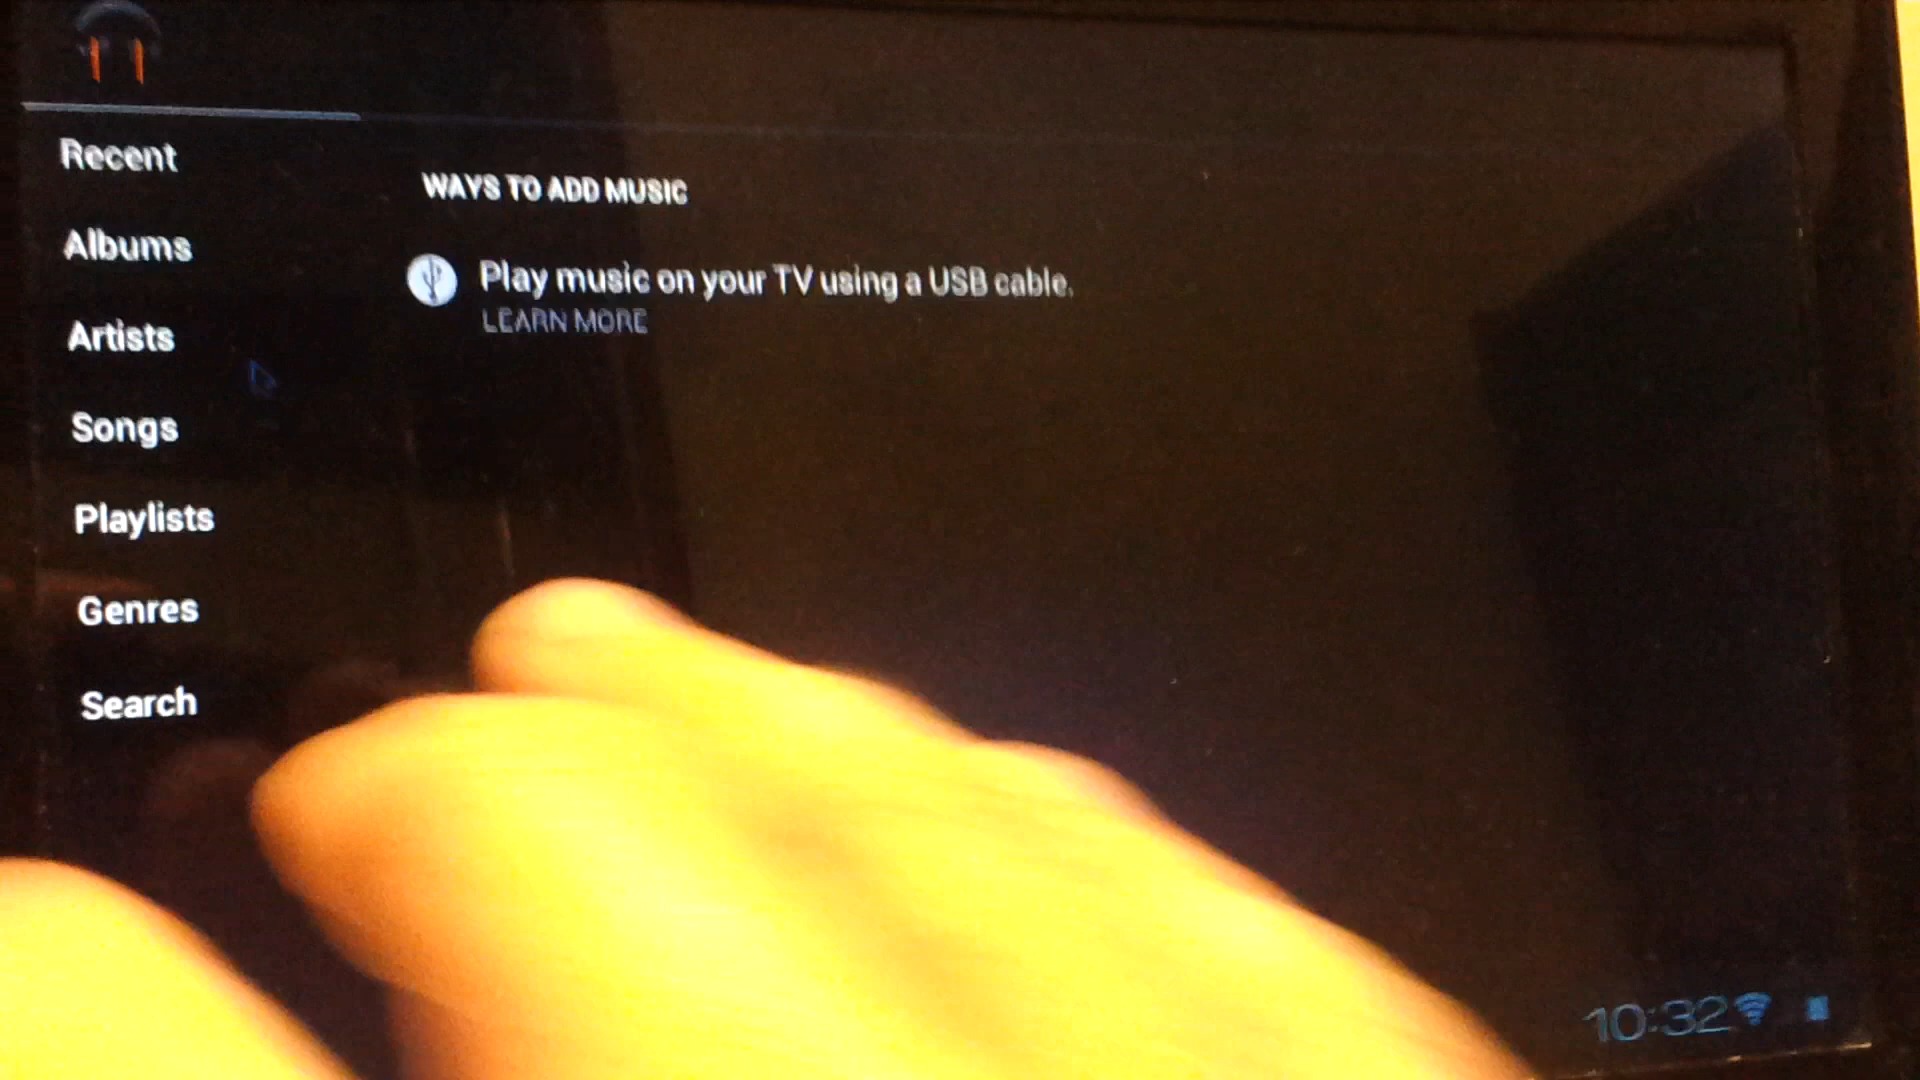 Recent
Albums
Artists
Songs
Playlists
Genres
Search
WAYS TO ADD MUSIC
Play music on your TV using a USB cable.
LEARN MORE
10:32